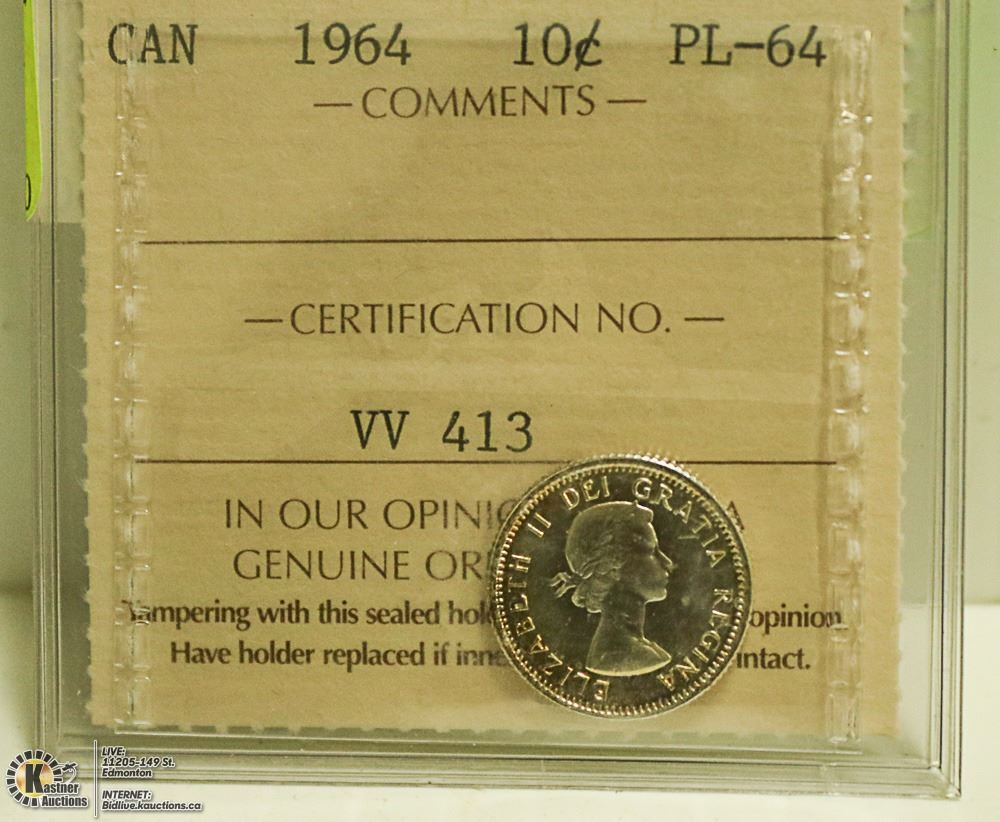 CAN 1964 10¢ PL-64
— COMMENTS —
— CERTIFICATION NO. —
VV 413
IN OUR OPINI
GENUINE OR
Tampering with this sealed hol opinion
Have holder replaced if inne intact.
ELIZABETH II DEI GRATIA REGINA
Kastner
Auctions
LIVE:
11205-149 St.
Edmonton
INTERNET:
Bidlive.kauctions.ca